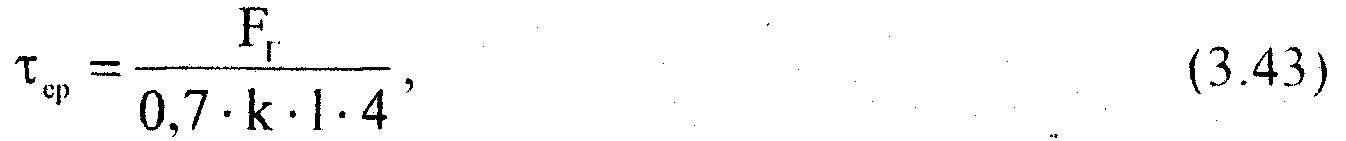 τ_ср = F_г / (0,7 · k · l · 4), (3.43)